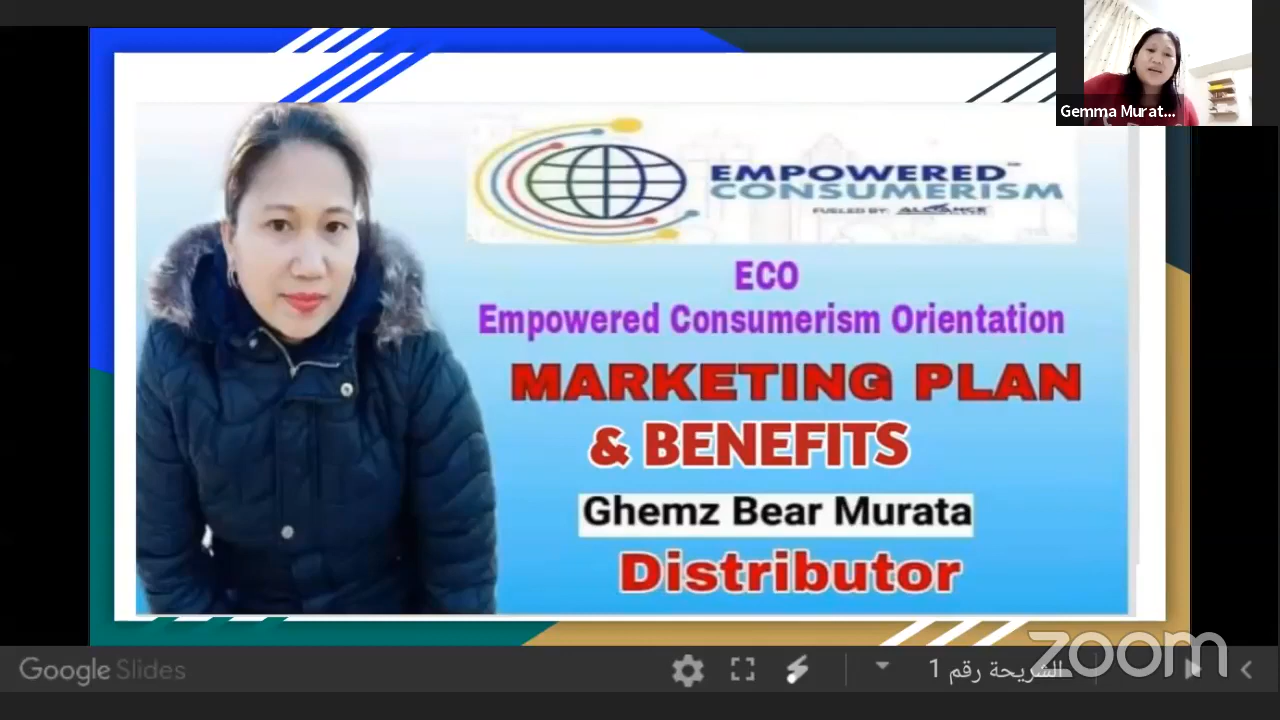 Gemma Murat...
EMPOWERED
CONSUMERISM
FUELED BY: ALLIANCE
ECO
Empowered Consumerism Orientation
MARKETING PLAN
& BENEFITS
Ghemz Bear Murata
Distributor
zoom
Google Slides
الشريحة رقم 1